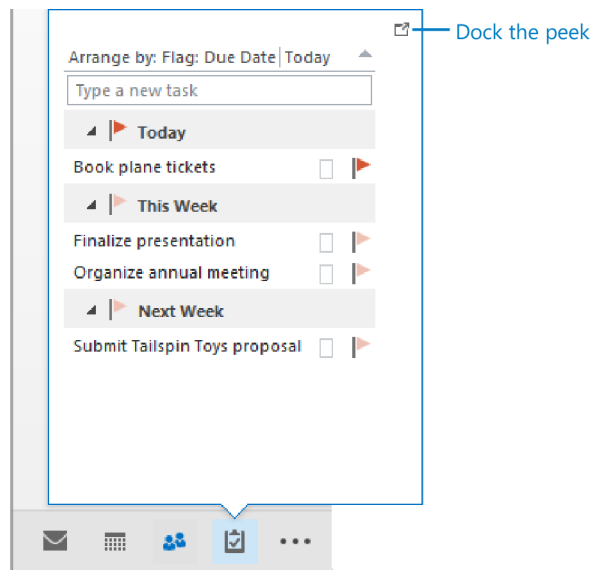 Dock the peek
Arrange by: Flag: Due Date Today
Type a new task
Today
Book plane tickets
This Week
Finalize presentation
Organize annual meeting
Next Week
Submit Tailspin Toys proposal